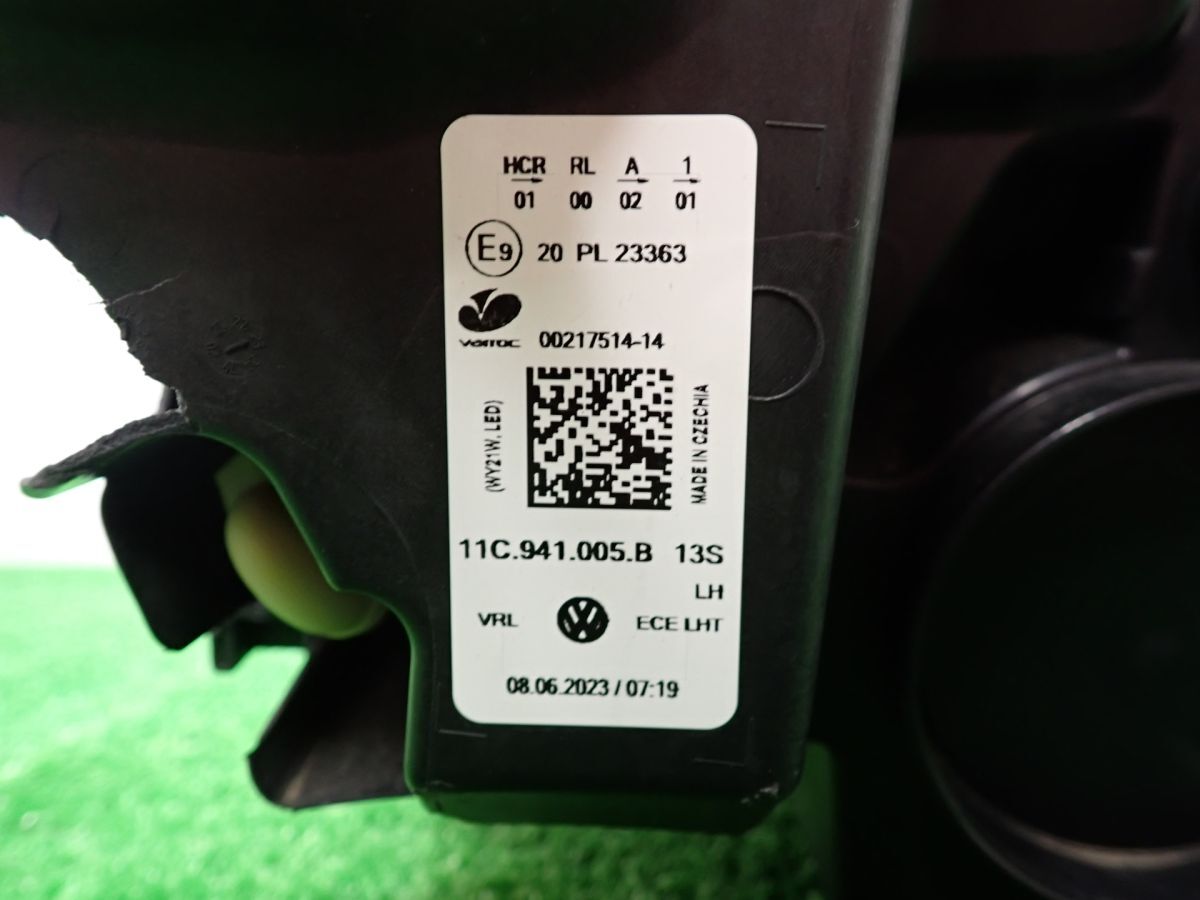 HCR RL A 1
01 00 02 01
E9 20 PL 23363
varroc 00217514-14
(WY21W, LED)
MADE IN CZECHIA
11C.941.005.B 13S
LH
VRL VW ECE LHT
08.06.2023 / 07:19